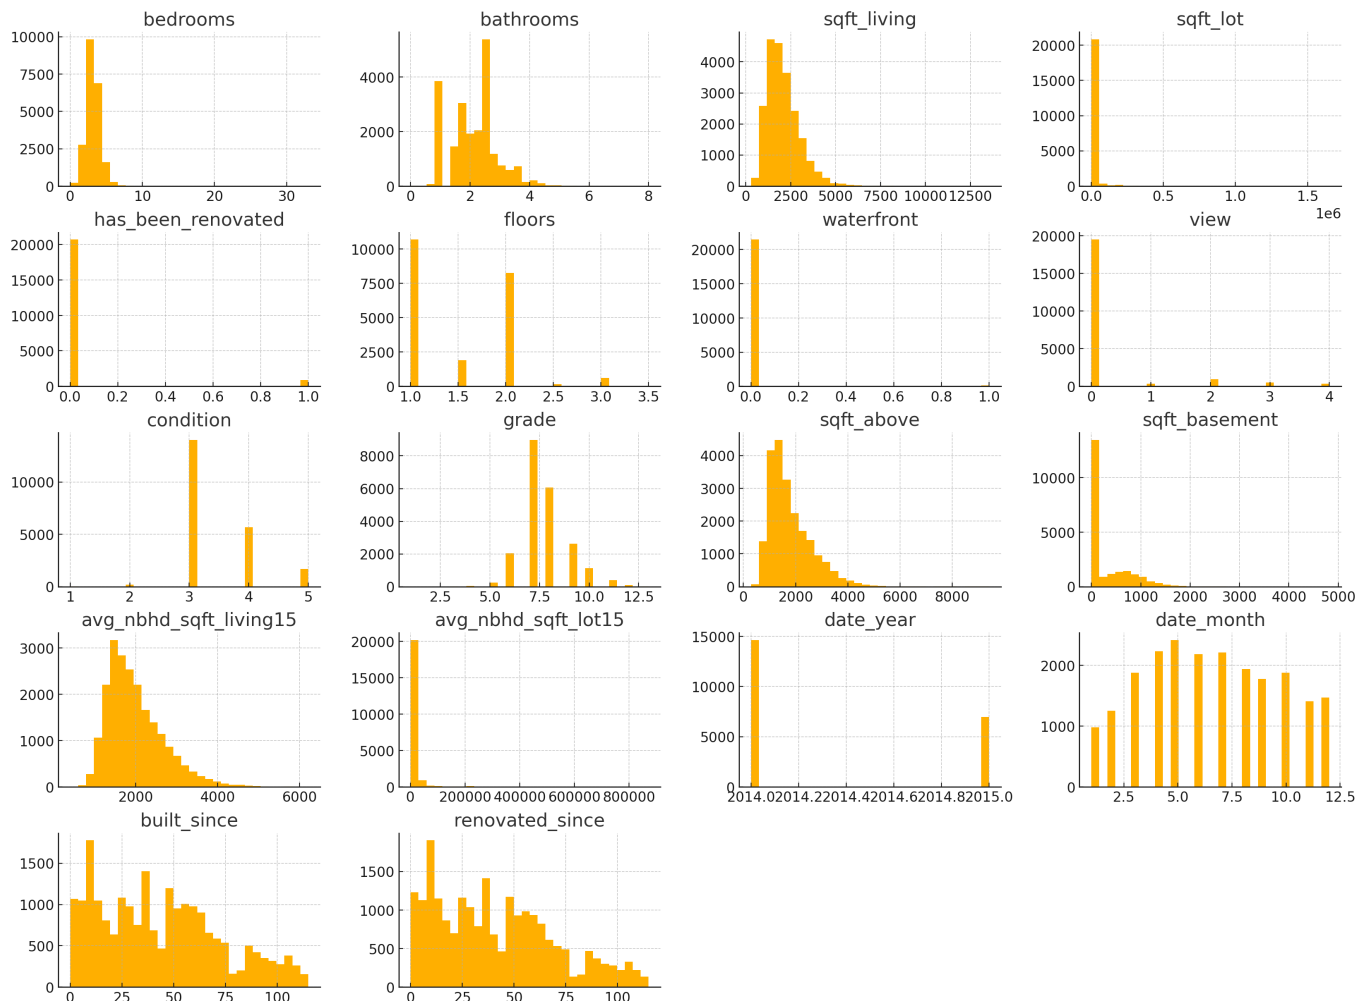 bedrooms bathrooms sqft_living sqft_lot
10000 7500 5000 2500 0
0 10 20 30
4000 2000 0
0 2 4 6 8
4000 3000 2000 1000 0
0 2500 5000 7500 10000 12500
20000 15000 10000 5000 0
0.0 0.5 1.0 1.5
1e6
has_been_renovated floors waterfront view
20000 15000 10000 5000 0
0.0 0.2 0.4 0.6 0.8 1.0
10000 7500 5000 2500 0
1.0 1.5 2.0 2.5 3.0 3.5
20000 15000 10000 5000 0
0.0 0.2 0.4 0.6 0.8 1.0
20000 15000 10000 5000 0
0 1 2 3 4
condition grade sqft_above sqft_basement
10000 5000 0
1 2 3 4 5
8000 6000 4000 2000 0
2.5 5.0 7.5 10.0 12.5
4000 3000 2000 1000 0
0 2000 4000 6000 8000
10000 5000 0
0 1000 2000 3000 4000 5000
avg_nbhd_sqft_living15 avg_nbhd_sqft_lot15 date_year date_month
3000 2000 1000 0
2000 4000 6000
20000 15000 10000 5000 0
0 200000 400000 600000 800000
15000 10000 5000 0
2014.0 2014.2 2014.4 2014.6 2014.8 2015.0
2000 1000 0
2.5 5.0 7.5 10.0 12.5
built_since renovated_since
1500 1000 500 0
0 25 50 75 100
1500 1000 500 0
0 25 50 75 100